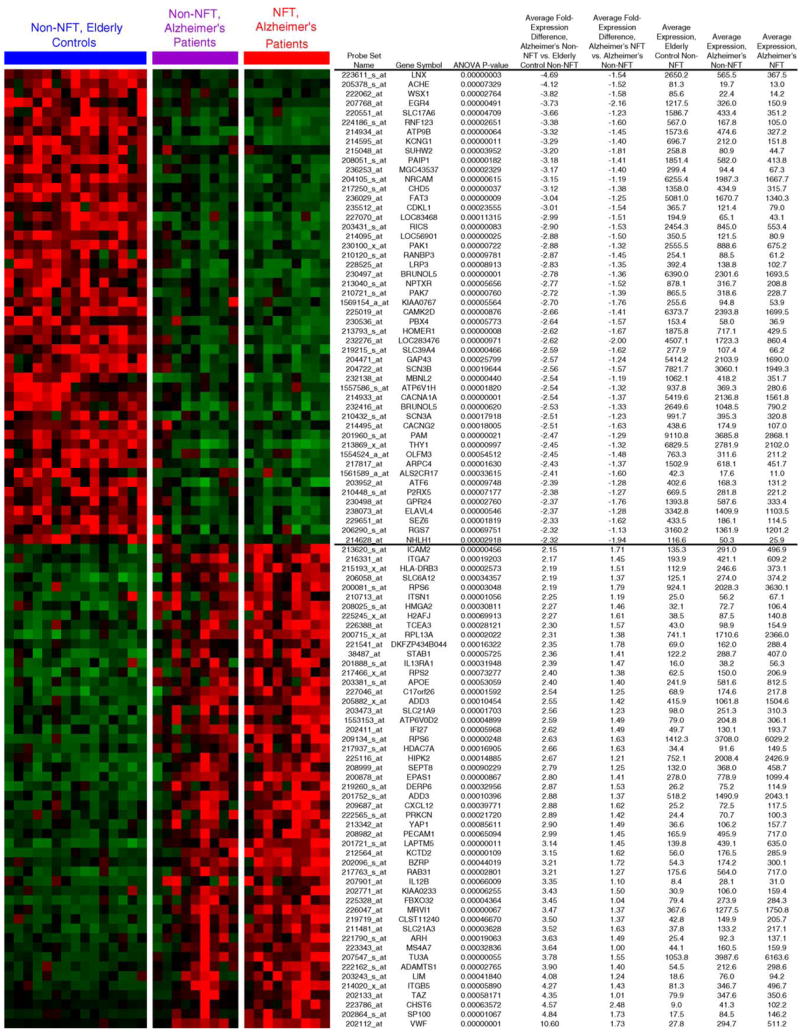 Non-NFT, Elderly
Controls
Non-NFT,
Alzheimer's
Patients
NFT,
Alzheimer's
Patients
Probe Set Name Gene Symbol ANOVA P-value Average Fold-Expression Difference, Alzheimer's Non-NFT vs. Elderly Control Non-NFT Average Fold-Expression Difference, Alzheimer's NFT vs. Alzheimer's Non-NFT Average Expression, Elderly Control Non-NFT Average Expression, Alzheimer's Non-NFT Average Expression, Alzheimer's NFT
223611_s_at LNX 0.00000003 -4.69 -1.54 2650.2 565.5 367.5
205378_s_at ACHE 0.00007329 -4.12 -1.52 81.3 19.7 13.0
222062_at WSX1 0.00002764 -3.82 -1.58 85.6 22.4 14.2
207768_at EGR4 0.00000491 -3.73 -2.16 1217.5 326.0 150.9
220551_at SLC17A6 0.00004709 -3.66 -1.23 1586.7 433.4 351.2
224186_s_at RNF123 0.00002651 -3.38 -1.60 567.0 167.8 105.0
214934_at ATP9B 0.00000064 -3.32 -1.45 1573.6 474.6 327.2
214595_at KCNG1 0.00000011 -3.29 -1.40 696.7 212.0 151.8
215048_at SUHW2 0.00003952 -3.20 -1.81 258.8 80.9 44.7
208051_s_at PAIP1 0.00000182 -3.18 -1.41 1851.4 582.0 413.8
236253_at MGC43537 0.00002329 -3.17 -1.40 299.4 94.4 67.3
204105_s_at NRCAM 0.00000615 -3.15 -1.19 6255.4 1987.3 1667.7
217250_s_at CHD5 0.00000037 -3.12 -1.38 1358.0 434.9 315.7
236029_at FAT3 0.00000009 -3.04 -1.25 5081.0 1670.7 1340.3
235512_at CDKL1 0.00023555 -3.01 -1.54 365.7 121.4 79.0
227070_at LOC83468 0.00011315 -2.99 -1.51 194.9 65.1 43.1
203431_s_at RICS 0.00000083 -2.90 -1.53 2454.3 845.0 553.4
214095_at LOC56901 0.00000025 -2.88 -1.50 350.5 121.5 80.9
230100_x_at PAK1 0.00000722 -2.88 -1.32 2555.5 888.6 675.2
210120_s_at RANBP3 0.00009781 -2.87 -1.45 254.1 88.5 61.2
228525_at LRP3 0.00008913 -2.83 -1.35 392.4 138.8 102.7
230497_at BRUNOL5 0.00000001 -2.78 -1.36 6390.0 2301.6 1693.5
213040_s_at NPTXR 0.00005656 -2.77 -1.52 878.1 316.7 208.8
210721_s_at PAK7 0.00000760 -2.72 -1.39 865.5 318.6 228.7
1569154_a_at KIAA0767 0.00005564 -2.70 -1.76 255.6 94.8 53.9
225019_at CAMK2D 0.00000876 -2.66 -1.41 6373.7 2393.8 1699.5
230536_at PBX4 0.00005773 -2.64 -1.57 153.4 58.0 36.9
213793_s_at HOMER1 0.00000008 -2.62 -1.67 1875.8 717.1 429.5
232276_at LOC283476 0.00000971 -2.62 -2.00 4507.1 1723.3 860.4
219215_s_at SLC39A4 0.00000466 -2.59 -1.62 277.9 107.4 66.2
204471_at GAP43 0.00025799 -2.57 -1.24 5414.2 2103.9 1690.0
204722_at SCN3B 0.00019644 -2.56 -1.57 7821.7 3060.1 1949.3
232138_at MBNL2 0.00000440 -2.54 -1.19 1062.1 418.2 351.7
1557586_s_at ATP6V1H 0.00001820 -2.54 -1.32 937.8 369.3 280.6
214933_at CACNA1A 0.00000001 -2.54 -1.37 5419.6 2136.8 1561.8
232416_at BRUNOL5 0.00000620 -2.53 -1.33 2649.6 1048.5 790.2
210432_s_at SCN3A 0.00017918 -2.51 -1.23 991.7 395.3 320.8
214495_at CACNG2 0.00018005 -2.51 -1.63 438.6 174.9 107.0
201960_s_at PAM 0.00000021 -2.47 -1.29 9110.8 3685.8 2868.1
213869_x_at THY1 0.00000997 -2.45 -1.32 6829.5 2781.9 2102.0
1554524_a_at OLFM3 0.00054512 -2.45 -1.48 763.3 311.6 211.2
217817_at ARPC4 0.00001630 -2.43 -1.37 1502.9 618.1 451.7
1561589_a_at ALS2CR17 0.00033615 -2.41 -1.60 42.3 17.6 11.0
203952_at ATF6 0.00009748 -2.39 -1.28 402.6 168.3 131.2
210448_s_at P2RX5 0.00007177 -2.38 -1.27 669.5 281.8 221.2
230498_at GPR24 0.00002760 -2.37 -1.76 1393.8 587.6 333.4
238073_at ELAVL4 0.00000546 -2.37 -1.28 3342.8 1409.9 1103.5
229651_at SEZ6 0.00001819 -2.33 -1.62 433.5 186.1 114.5
206290_s_at RGS7 0.00069751 -2.32 -1.13 3160.2 1361.9 1201.2
214628_at NHLH1 0.00002918 -2.32 -1.94 116.6 50.3 25.9
213620_s_at ICAM2 0.00000456 2.15 1.71 135.3 291.0 496.9
216331_at ITGA7 0.00019203 2.17 1.45 193.9 421.1 609.2
215193_x_at HLA-DRB3 0.00002573 2.19 1.51 112.9 246.6 373.1
206058_at SLC6A12 0.00034357 2.19 1.37 125.1 274.0 374.2
200081_s_at RPS6 0.00003048 2.19 1.79 924.1 2028.3 3630.1
210713_at ITSN1 0.00001056 2.25 1.19 25.0 56.2 67.1
208025_s_at HMGA2 0.00030811 2.27 1.46 32.1 72.7 106.4
225245_x_at H2AFJ 0.00069913 2.27 1.61 38.5 87.5 140.8
226388_at TCEA3 0.00028121 2.30 1.57 43.0 98.9 154.9
200715_x_at RPL13A 0.00002022 2.31 1.38 741.1 1710.6 2366.0
221541_at DKFZP434B044 0.00016322 2.35 1.78 69.0 162.0 288.4
38487_at STAB1 0.00005725 2.36 1.41 122.2 288.7 407.0
201888_s_at IL13RA1 0.00031948 2.39 1.47 16.0 38.2 56.3
217466_x_at RPS2 0.00073277 2.40 1.38 62.5 150.0 206.9
203381_s_at APOE 0.00053059 2.40 1.40 241.9 581.6 812.5
227046_at C17orf26 0.00001592 2.54 1.25 68.9 174.6 217.8
205882_x_at ADD3 0.00010454 2.55 1.42 415.9 1061.8 1504.6
203473_at SLC21A9 0.00001703 2.56 1.23 98.0 251.3 310.3
1553153_at ATP6V0D2 0.00004899 2.59 1.49 79.0 204.8 306.1
202411_at IFI27 0.00005968 2.62 1.49 49.7 130.1 193.7
209134_s_at RPS6 0.00000248 2.63 1.63 1412.3 3708.0 6029.2
217937_s_at HDAC7A 0.00016905 2.66 1.63 34.4 91.6 149.5
225116_at HIPK2 0.00014885 2.67 1.21 752.1 2008.4 2426.9
208999_at SEPT8 0.00090229 2.79 1.25 132.0 368.0 458.7
200878_at EPAS1 0.00000867 2.80 1.41 278.0 778.9 1099.4
219260_s_at DERP6 0.00032956 2.87 1.53 26.2 75.2 114.9
201752_s_at ADD3 0.00010396 2.88 1.37 518.2 1490.9 2043.1
209687_at CXCL12 0.00039771 2.88 1.62 25.2 72.5 117.5
222565_s_at PRKCN 0.00021720 2.89 1.42 24.4 70.7 100.3
213342_at YAP1 0.00085611 2.90 1.49 36.6 106.2 157.7
208982_at PECAM1 0.00065094 2.99 1.45 165.9 495.9 717.0
201721_s_at LAPTM5 0.00000011 3.14 1.45 139.8 439.1 635.0
212564_at KCTD2 0.00000109 3.15 1.62 56.0 176.5 285.9
202096_s_at BZRP 0.00044019 3.21 1.72 54.3 174.2 300.1
217763_s_at RAB31 0.00002801 3.21 1.27 175.6 564.0 717.0
207901_at IL12B 0.00066009 3.35 1.10 8.4 28.1 31.0
202771_at KIAA0233 0.00006255 3.43 1.50 30.9 106.0 159.4
225328_at FBXO32 0.00004364 3.45 1.04 79.4 273.9 284.3
226047_at MRVI1 0.00000067 3.47 1.37 367.6 1277.5 1750.8
219719_at CLST11240 0.00046670 3.50 1.37 42.8 149.9 205.7
211481_at SLC21A3 0.00003628 3.52 1.63 37.8 133.2 217.1
221790_s_at ARH 0.00019063 3.63 1.49 25.4 92.3 137.1
223343_at MS4A7 0.00032836 3.64 1.00 44.1 160.5 159.9
207547_s_at TU3A 0.00000055 3.78 1.55 1053.8 3987.6 6163.6
222162_s_at ADAMTS1 0.00002765 3.90 1.40 54.5 212.6 298.6
203243_s_at LIM 0.00041840 4.08 1.24 18.6 76.0 94.2
214020_x_at ITGB5 0.00005890 4.27 1.43 81.3 346.7 496.7
202133_at TAZ 0.00058171 4.35 1.01 79.9 347.6 350.6
223786_at CHST6 0.00063572 4.57 2.48 9.0 41.3 102.2
202864_s_at SP100 0.00001067 4.84 1.73 17.5 84.5 146.2
202112_at VWF 0.00000001 10.60 1.73 27.8 294.7 511.2